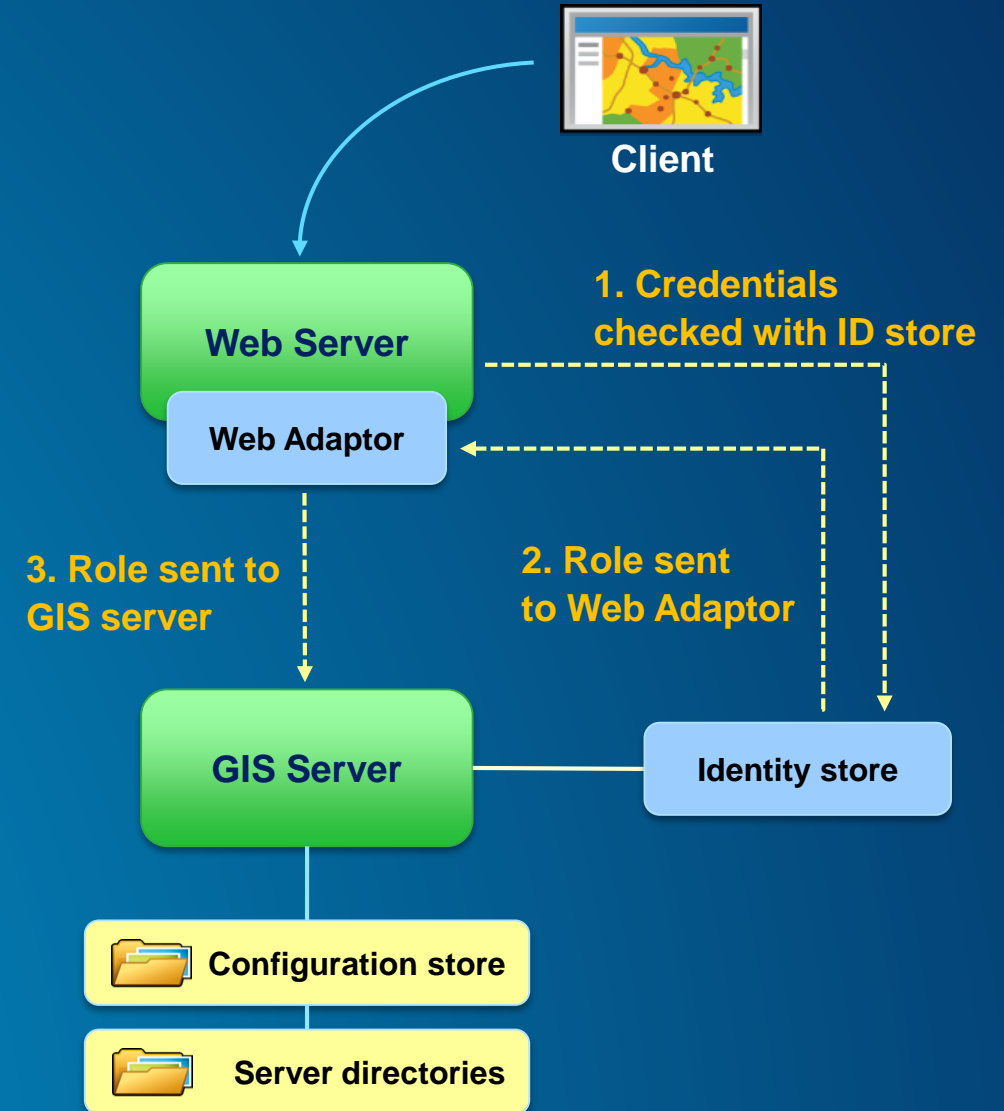 Client
1. Credentials
checked with ID store
Web Server
Web Adaptor
2. Role sent
to Web Adaptor
3. Role sent to
GIS server
GIS Server
Identity store
Configuration store
Server directories